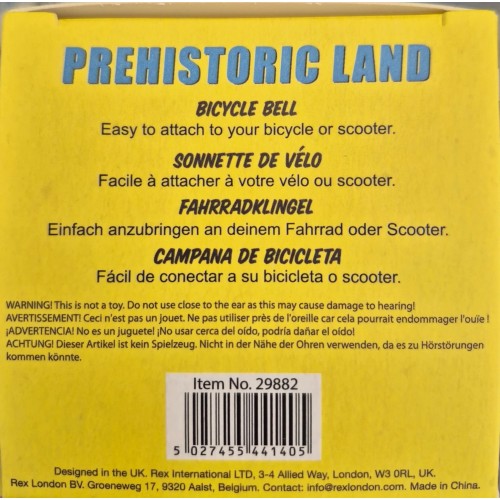 PREHISTORIC LAND
BICYCLE BELL
Easy to attach to your bicycle or scooter.
SONNETTE DE VÉLO
Facile à attacher à votre vélo ou scooter.
FAHRRADKLINGEL
Einfach anzubringen an deinem Fahrrad oder Scooter.
CAMPANA DE BICICLETA
Fácil de conectar a su bicicleta o scooter.
WARNING! This is not a toy. Do not use close to the ear as this may cause damage to hearing!
AVERTISSEMENT! Ceci n'est pas un jouet. Ne pas utiliser près de l'oreille car cela pourrait endommager l'ouïe !
¡ADVERTENCIA! No es un juguete! ¡No usar cerca del oído, podría dañar el oído!
ACHTUNG! Dieser Artikel ist kein Spielzeug. Nicht in der Nähe der Ohren verwenden, da es zu Hörstörungen
kommen könnte.
Item No. 29882
5 027455 441405
Designed in the UK. Rex International LTD, 3-4 Allied Way, London, W3 0RL, UK.
Rex London BV. Groeneweg 17, 9320 Aalst, Belgium. Contact: info@rexlondon.com. Made in China.